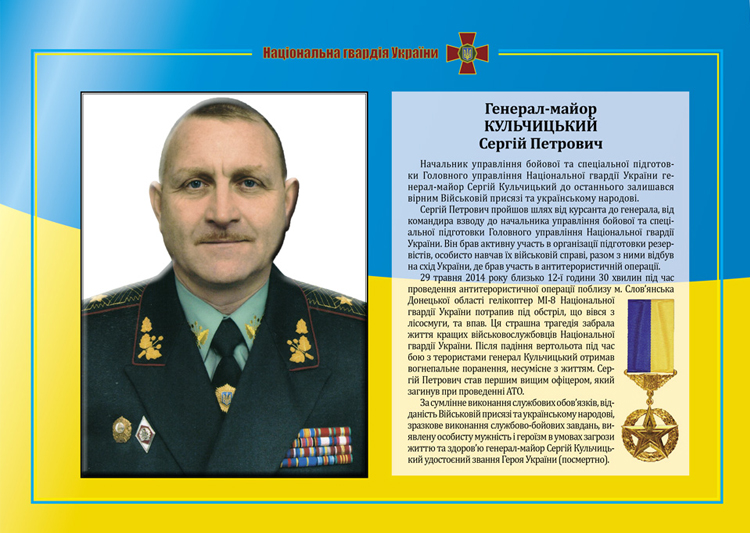 Національна гвардія України
Генерал-майор
КУЛЬЧИЦЬКИЙ
Сергій Петрович
Начальник управління бойової та спеціальної підготов-
ки Головного управління Національної гвардії України ге-
нерал-майор Сергій Кульчицький до останнього залишався
вірним Військовій присязі та українському народові.
Сергій Петрович пройшов шлях від курсанта до генерала, від
командира взводу до начальника управління бойової та спеці-
альної підготовки Головного управління Національної гвардії
України. Він брав активну участь в організації підготовки резер-
вістів, особисто навчав їх військовій справі, разом з ними відбув
на схід України, де брав участь в антитерористичній операції.
29 травня 2014 року близько 12-ї години 30 хвилин під час
проведення антитерористичної операції поблизу м. Слов'янська
Донецької області гелікоптер МІ-8 Національної
гвардії України потрапив під обстріл, що вівся з
лісосмуги, та впав. Ця страшна трагедія забрала
життя кращих військовослужбовців Національної
гвардії України. Після падіння вертольота під час
бою з терористами генерал Кульчицький отримав
вогнепальне поранення, несумісне з життям. Сер-
гій Петрович став першим вищим офіцером, який
загинув при проведенні АТО.
За сумлінне виконання службових обов'язків, від-
даність Військовій присязі та українському народові,
зразкове виконання службово-бойових завдань, ви-
явлену особисту мужність і героїзм в умовах загрози
життю та здоров'ю генерал-майор Сергій Кульчиць-
кий удостоєний звання Героя України (посмертно).